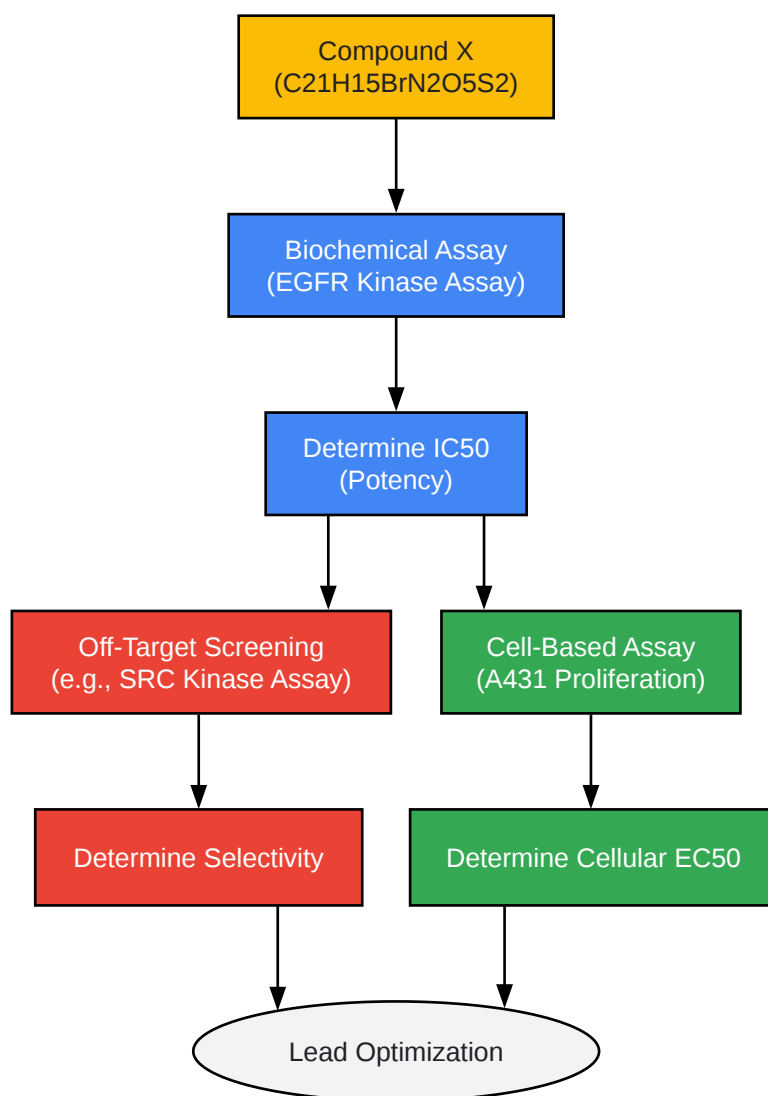 Compound X
(C21H15BrN2O5S2)
Biochemical Assay
(EGFR Kinase Assay)
Determine IC50
(Potency)
Off-Target Screening
(e.g., SRC Kinase Assay)
Cell-Based Assay
(A431 Proliferation)
Determine Selectivity
Determine Cellular EC50
Lead Optimization